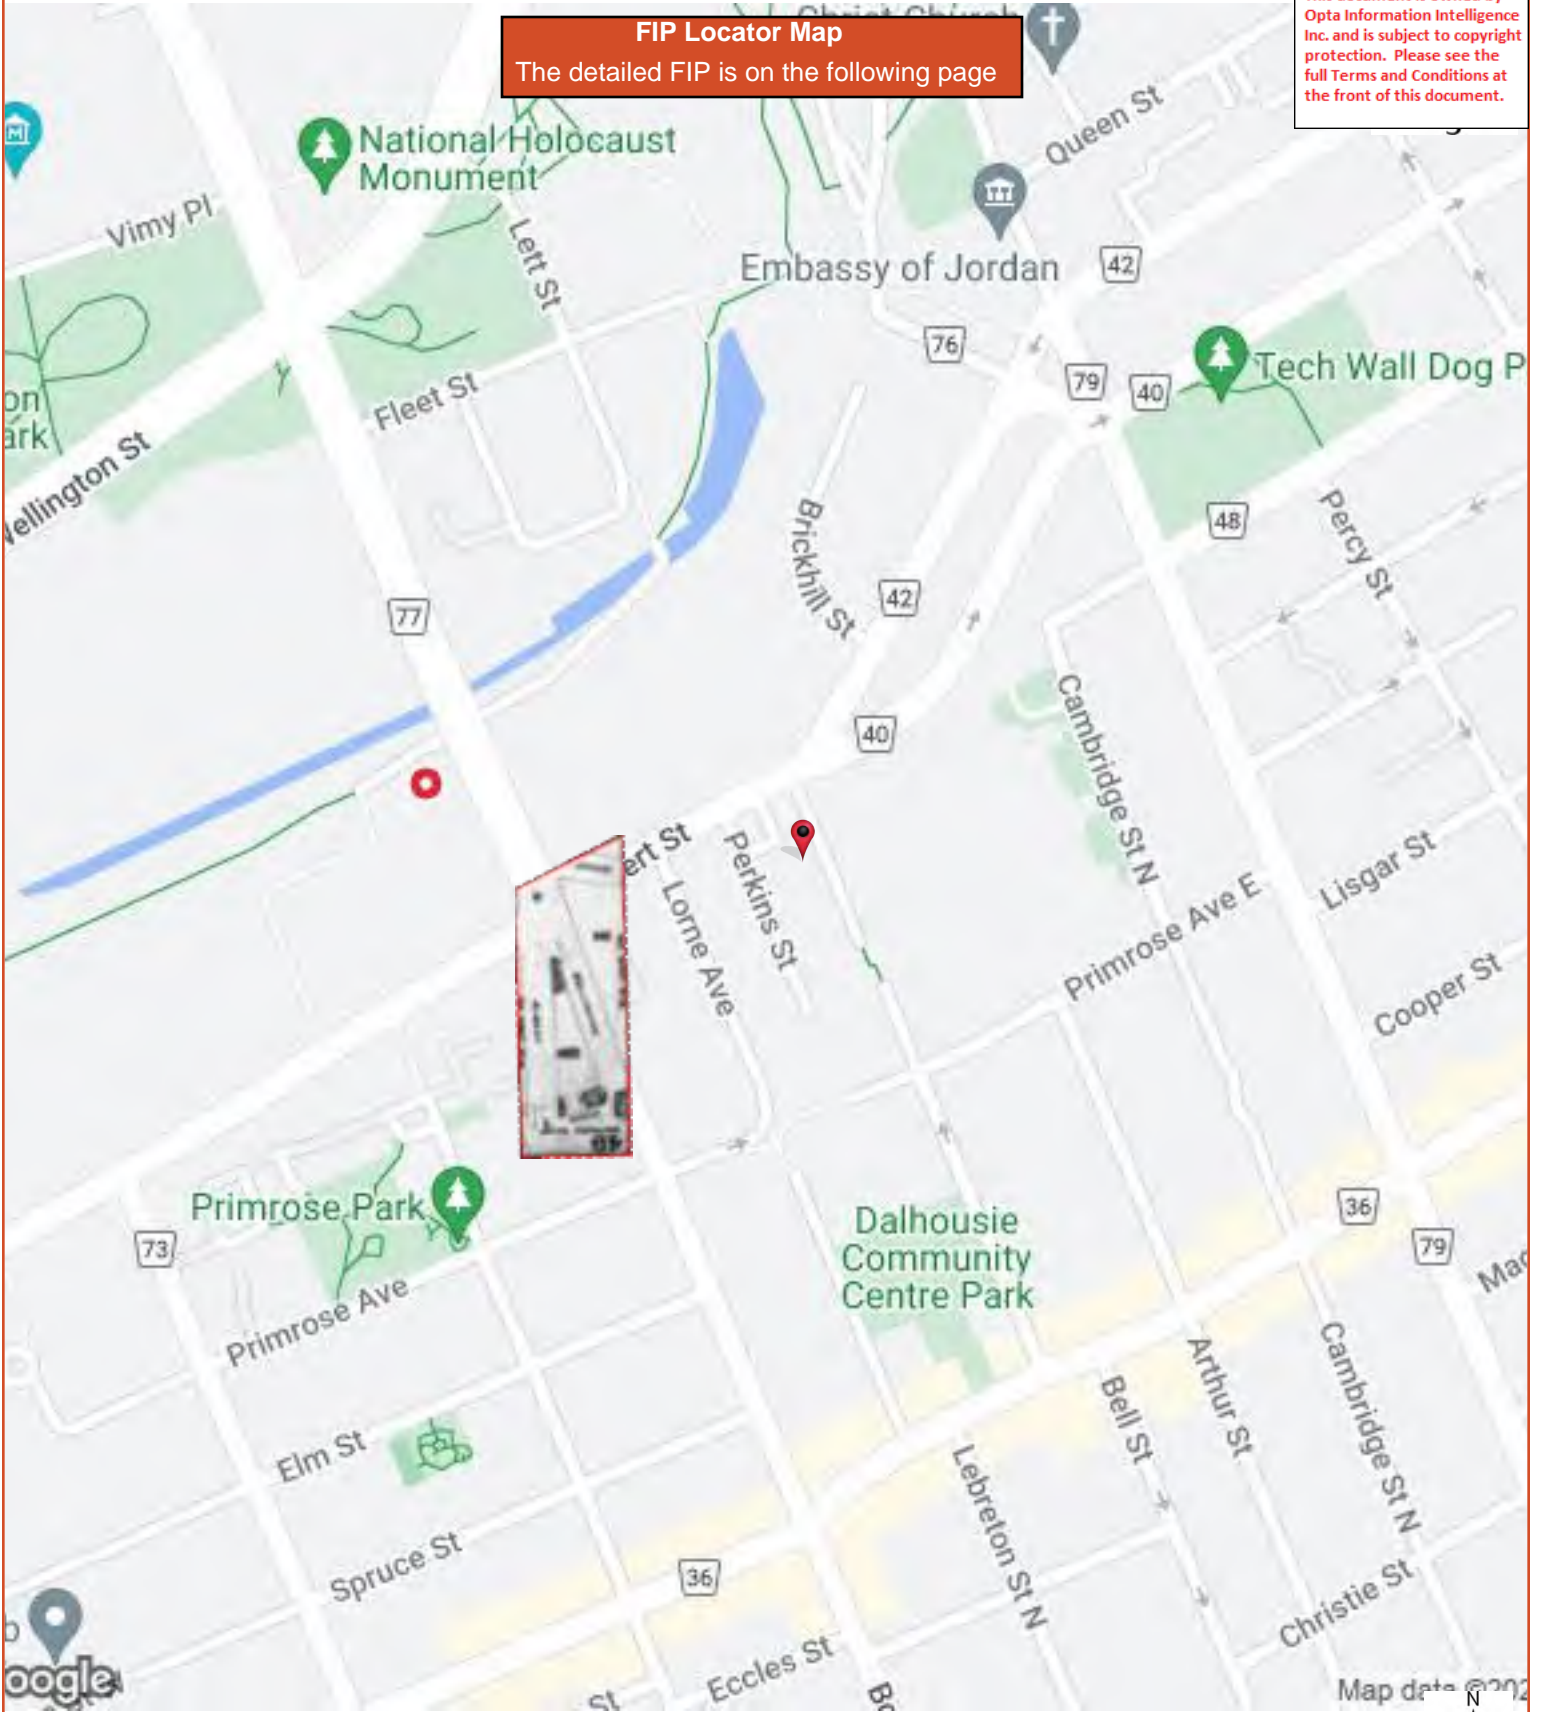 Opta Information Intelligence
Inc. and is subject to copyright
protection. Please see the
full Terms and Conditions at
the front of this document.
FIP Locator Map
The detailed FIP is on the following page
National Holocaust
Monument
Queen St
Vimy Pl
Lett St
Embassy of Jordan
42
76
79
40
Tech Wall Dog P
Fleet St
on
ark
Wellington St
48
Percy St
Brickhill St
42
77
Cambridge St N
40
ert St
Perkins St
Lorne Ave
Lisgar St
Primrose Ave E
Cooper St
Primrose Park
73
Dalhousie
Community
Centre Park
36
79
Primrose Ave
Arthur St
Cambridge St N
Bell St
Elm St
Lebreton St N
Spruce St
36
Christie St
Eccles St
St
oogle
Map data ©202
N